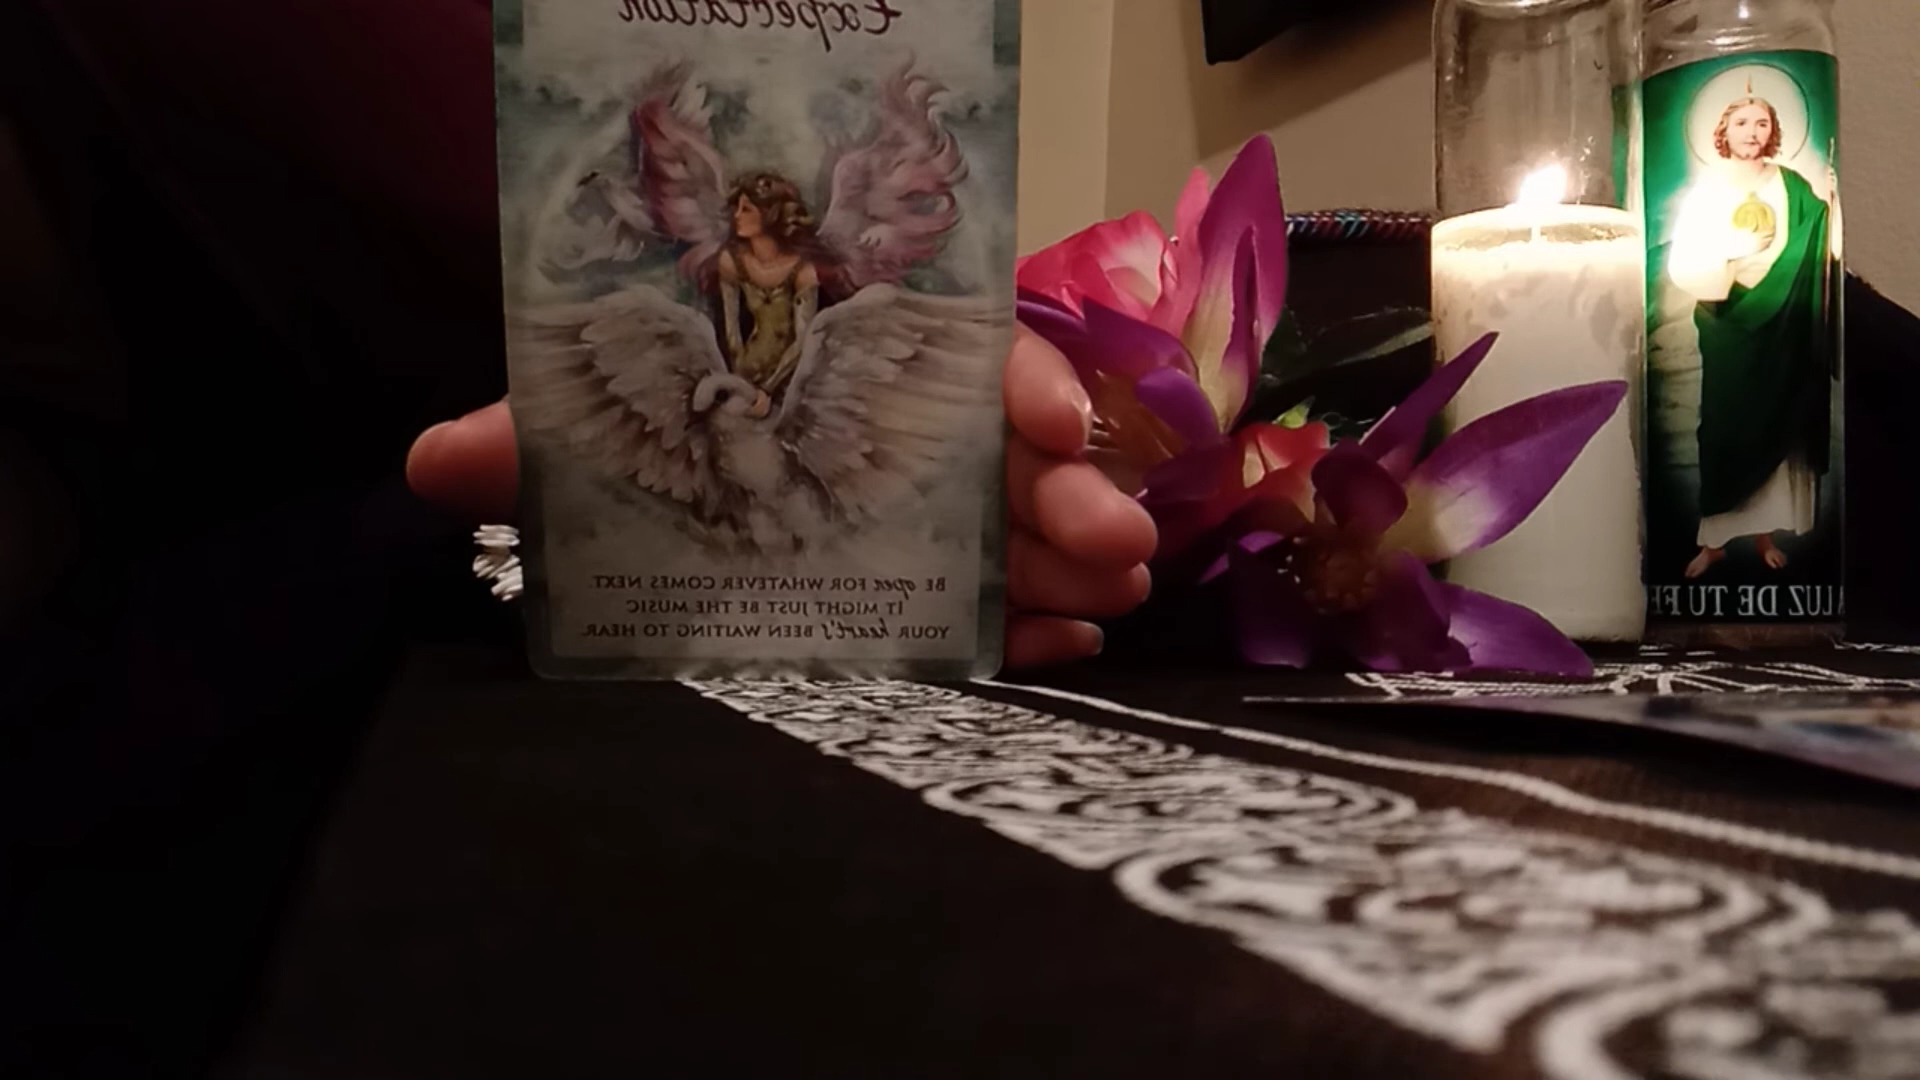 Expectation
BE open FOR WHATEVER COMES NEXT.
IT MIGHT JUST BE THE MUSIC
YOUR heart's BEEN WAITING TO HEAR.
LUZ DE TU